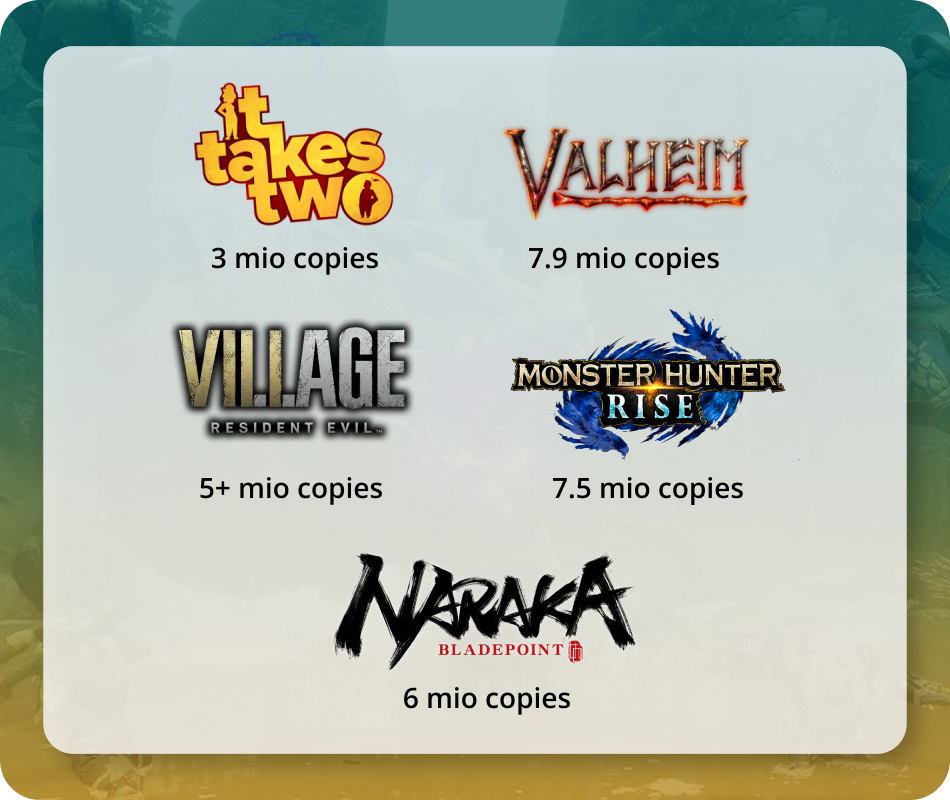 it
takes
two
VALHEIM
3 mio copies
7.9 mio copies
VILLAGE
RESIDENT EVIL™
MONSTER HUNTER
RISE
5+ mio copies
7.5 mio copies
NARAKA
BLADEPOINT
6 mio copies